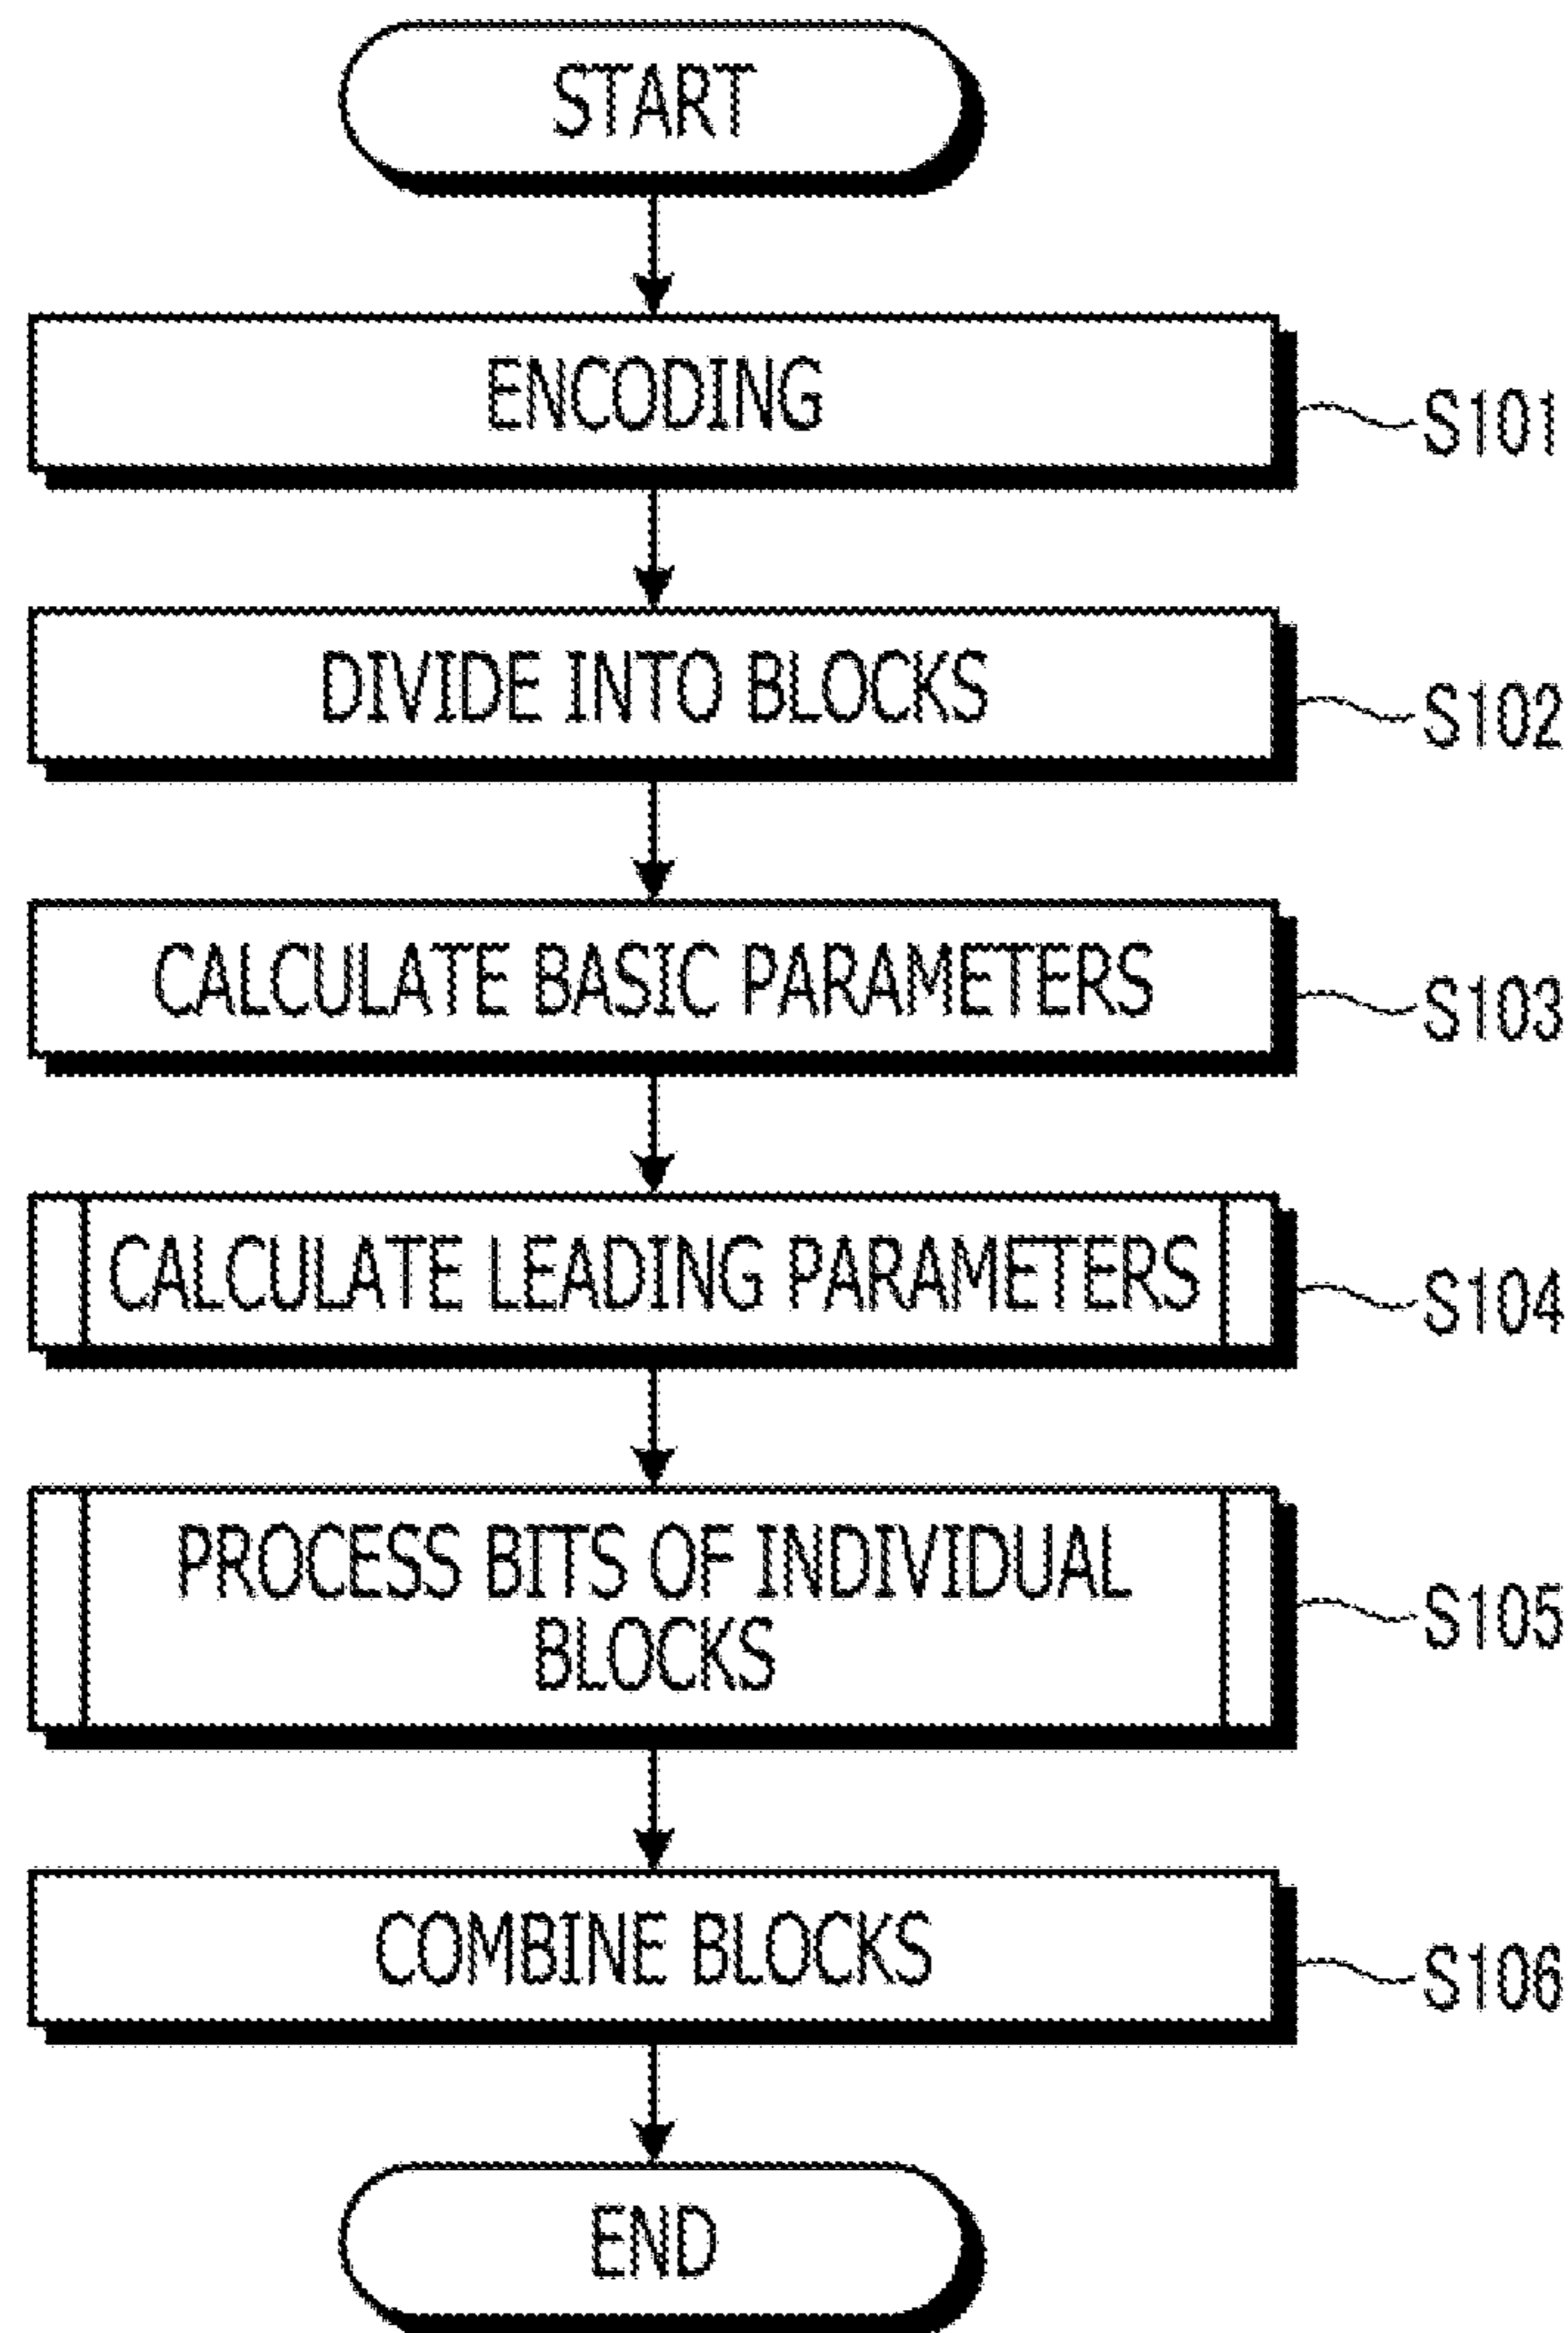 START
ENCODING
S101
DIVIDE INTO BLOCKS
S102
CALCULATE BASIC PARAMETERS
S103
CALCULATE LEADING PARAMETERS
S104
PROCESS BITS OF INDIVIDUAL
BLOCKS
S105
COMBINE BLOCKS
S106
END